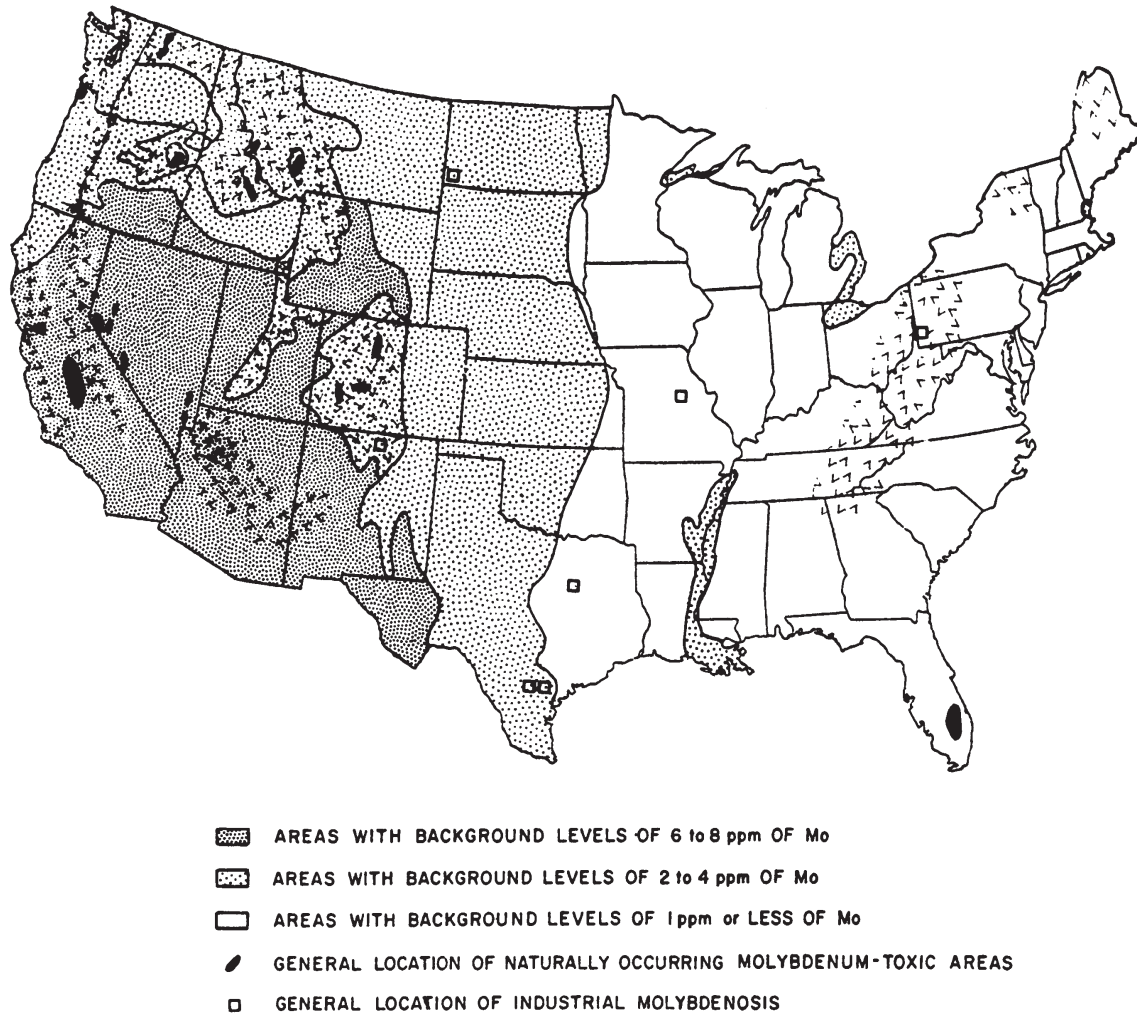 AREAS WITH BACKGROUND LEVELS OF 6 to 8 ppm OF Mo
AREAS WITH BACKGROUND LEVELS OF 2 to 4 ppm OF Mo
AREAS WITH BACKGROUND LEVELS OF 1 ppm or LESS OF Mo
GENERAL LOCATION OF NATURALLY OCCURRING MOLYBDENUM-TOXIC AREAS
GENERAL LOCATION OF INDUSTRIAL MOLYBDENOSIS